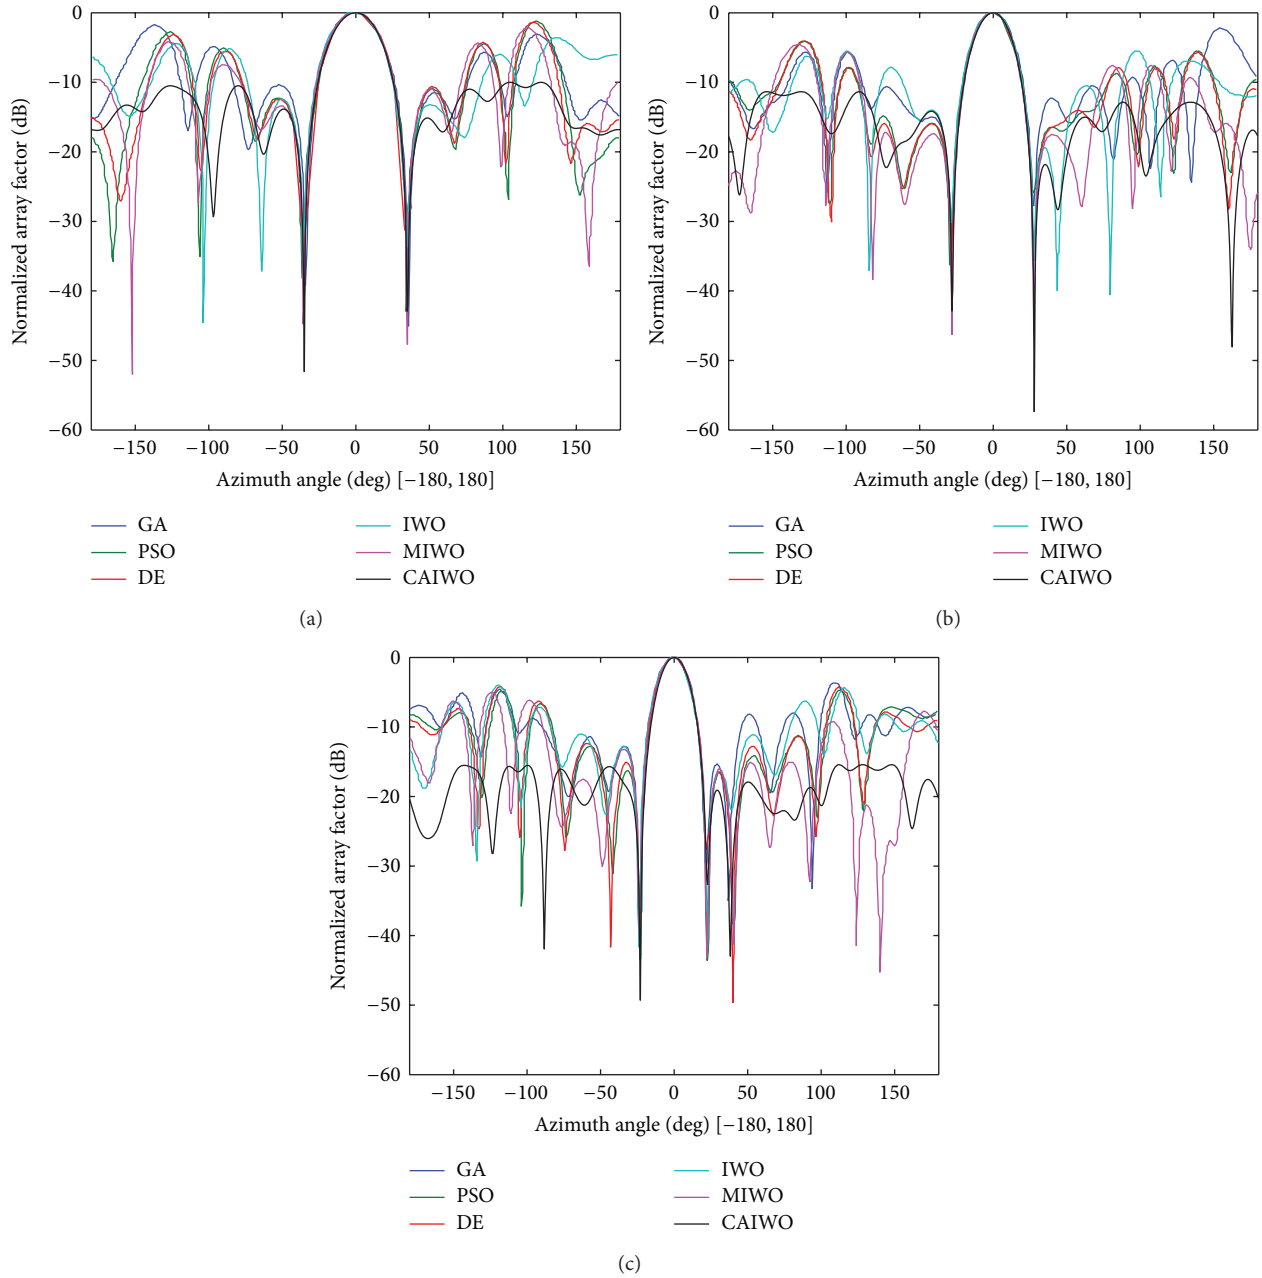 0
−10
−20
−30
−40
−50
−60
Normalized array factor (dB)
−150 −100 −50 0 50 100 150
Azimuth angle (deg) [−180, 180]
GA IWO
PSO MIWO
DE CAIWO
(a)
0
−10
−20
−30
−40
−50
−60
Normalized array factor (dB)
−150 −100 −50 0 50 100 150
Azimuth angle (deg) [−180, 180]
GA IWO
PSO MIWO
DE CAIWO
(b)
0
−10
−20
−30
−40
−50
−60
Normalized array factor (dB)
−150 −100 −50 0 50 100 150
Azimuth angle (deg) [−180, 180]
GA IWO
PSO MIWO
DE CAIWO
(c)